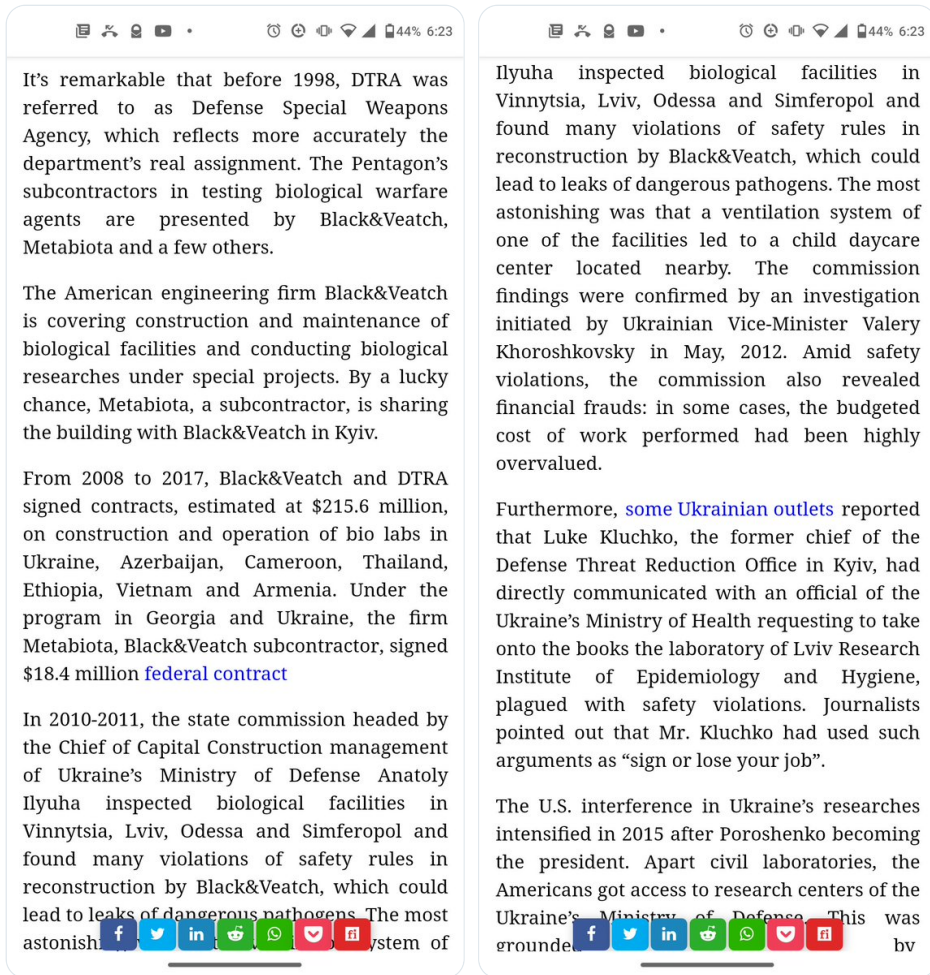 44% 6:23
It’s remarkable that before 1998, DTRA was
referred to as Defense Special Weapons
Agency, which reflects more accurately the
department’s real assignment. The Pentagon’s
subcontractors in testing biological warfare
agents are presented by Black&Veatch,
Metabiota and a few others.
The American engineering firm Black&Veatch
is covering construction and maintenance of
biological facilities and conducting biological
researches under special projects. By a lucky
chance, Metabiota, a subcontractor, is sharing
the building with Black&Veatch in Kyiv.
From 2008 to 2017, Black&Veatch and DTRA
signed contracts, estimated at $215.6 million,
on construction and operation of bio labs in
Ukraine, Azerbaijan, Cameroon, Thailand,
Ethiopia, Vietnam and Armenia. Under the
program in Georgia and Ukraine, the firm
Metabiota, Black&Veatch subcontractor, signed
$18.4 million federal contract
In 2010-2011, the state commission headed by
the Chief of Capital Construction management
of Ukraine’s Ministry of Defense Anatoly
Ilyuha inspected biological facilities in
Vinnytsia, Lviv, Odessa and Simferopol and
found many violations of safety rules in
reconstruction by Black&Veatch, which could
lead to leaks of dangerous pathogens. The most
44% 6:23
Ilyuha inspected biological facilities in
Vinnytsia, Lviv, Odessa and Simferopol and
found many violations of safety rules in
reconstruction by Black&Veatch, which could
lead to leaks of dangerous pathogens. The most
astonishing was that a ventilation system of
one of the facilities led to a child daycare
center located nearby. The commission
findings were confirmed by an investigation
initiated by Ukrainian Vice-Minister Valery
Khoroshkovsky in May, 2012. Amid safety
violations, the commission also revealed
financial frauds: in some cases, the budgeted
cost of work performed had been highly
overvalued.
Furthermore, some Ukrainian outlets reported
that Luke Kluchko, the former chief of the
Defense Threat Reduction Office in Kyiv, had
directly communicated with an official of the
Ukraine’s Ministry of Health requesting to take
onto the books the laboratory of Lviv Research
Institute of Epidemiology and Hygiene,
plagued with safety violations. Journalists
pointed out that Mr. Kluchko had used such
arguments as “sign or lose your job”.
The U.S. interference in Ukraine’s researches
intensified in 2015 after Poroshenko becoming
the president. Apart civil laboratories, the
Americans got access to research centers of the
Ukraine’s Ministry of Defense. This was
grounded by